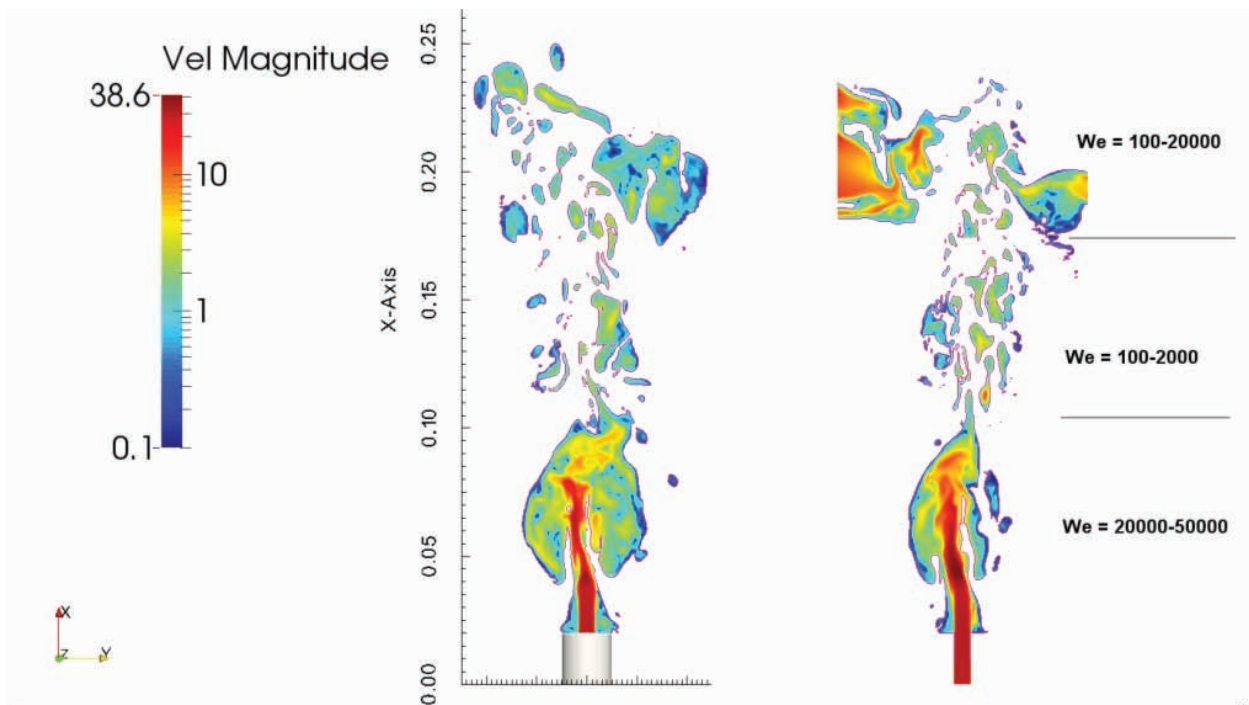 Vel Magnitude
38.6
10
1
0.1
X-Axis
0.25
0.20
0.15
0.10
0.05
0.00
We = 100-20000
We = 100-2000
We = 20000-50000
X
Z
Y